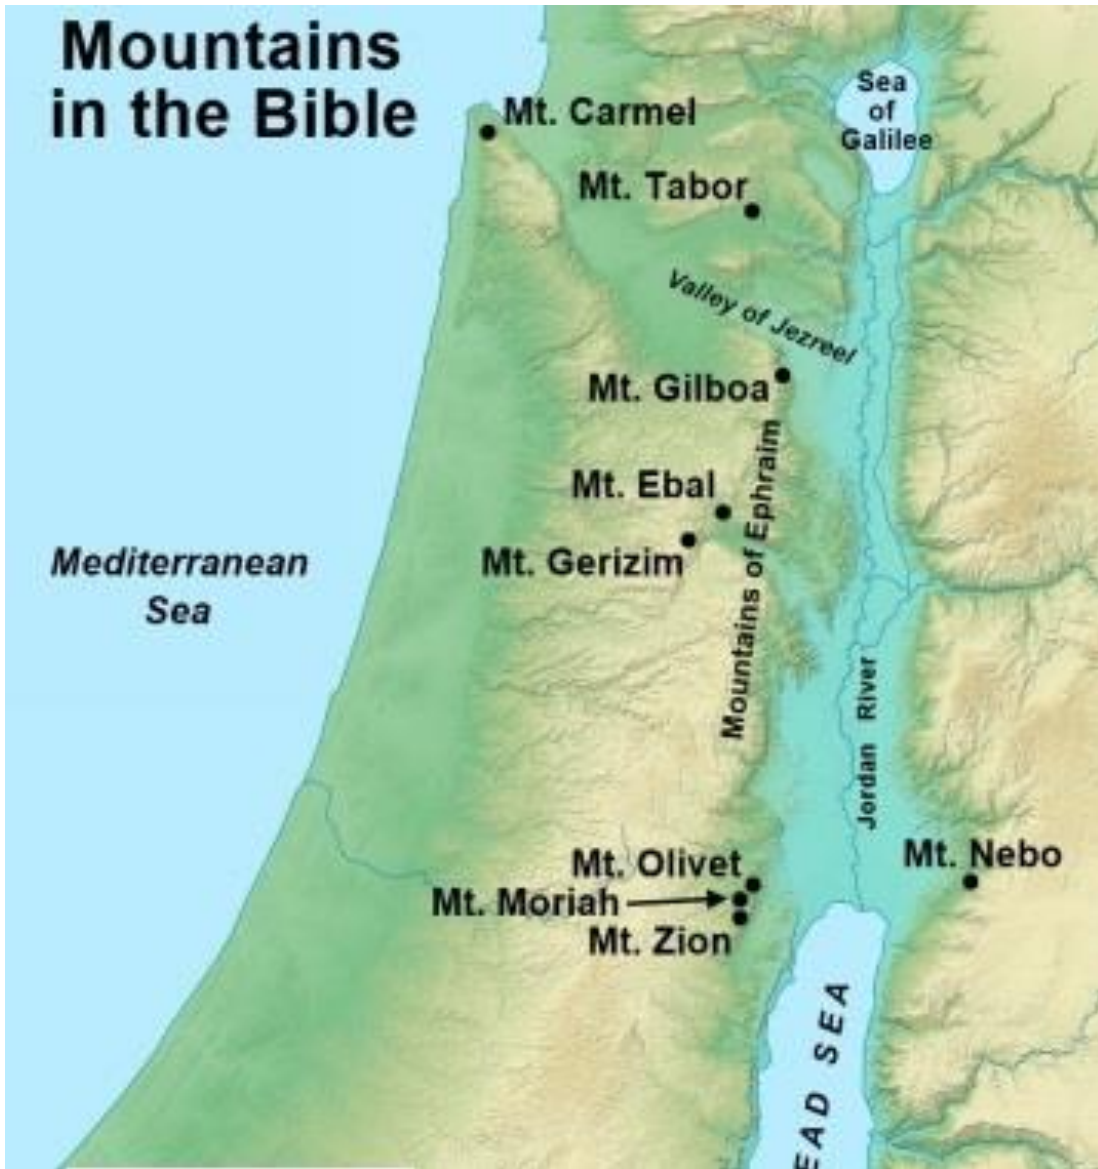 Mountains
in the Bible
Sea
of
Galilee
Mt. Carmel
Mt. Tabor
Valley of Jezreel
Mt. Gilboa
Mountains of Ephraim
Mt. Ebal
Mt. Gerizim
Mediterranean
Sea
Jordan River
Mt. Nebo
Mt. Olivet
Mt. Moriah
Mt. Zion
EAD SEA